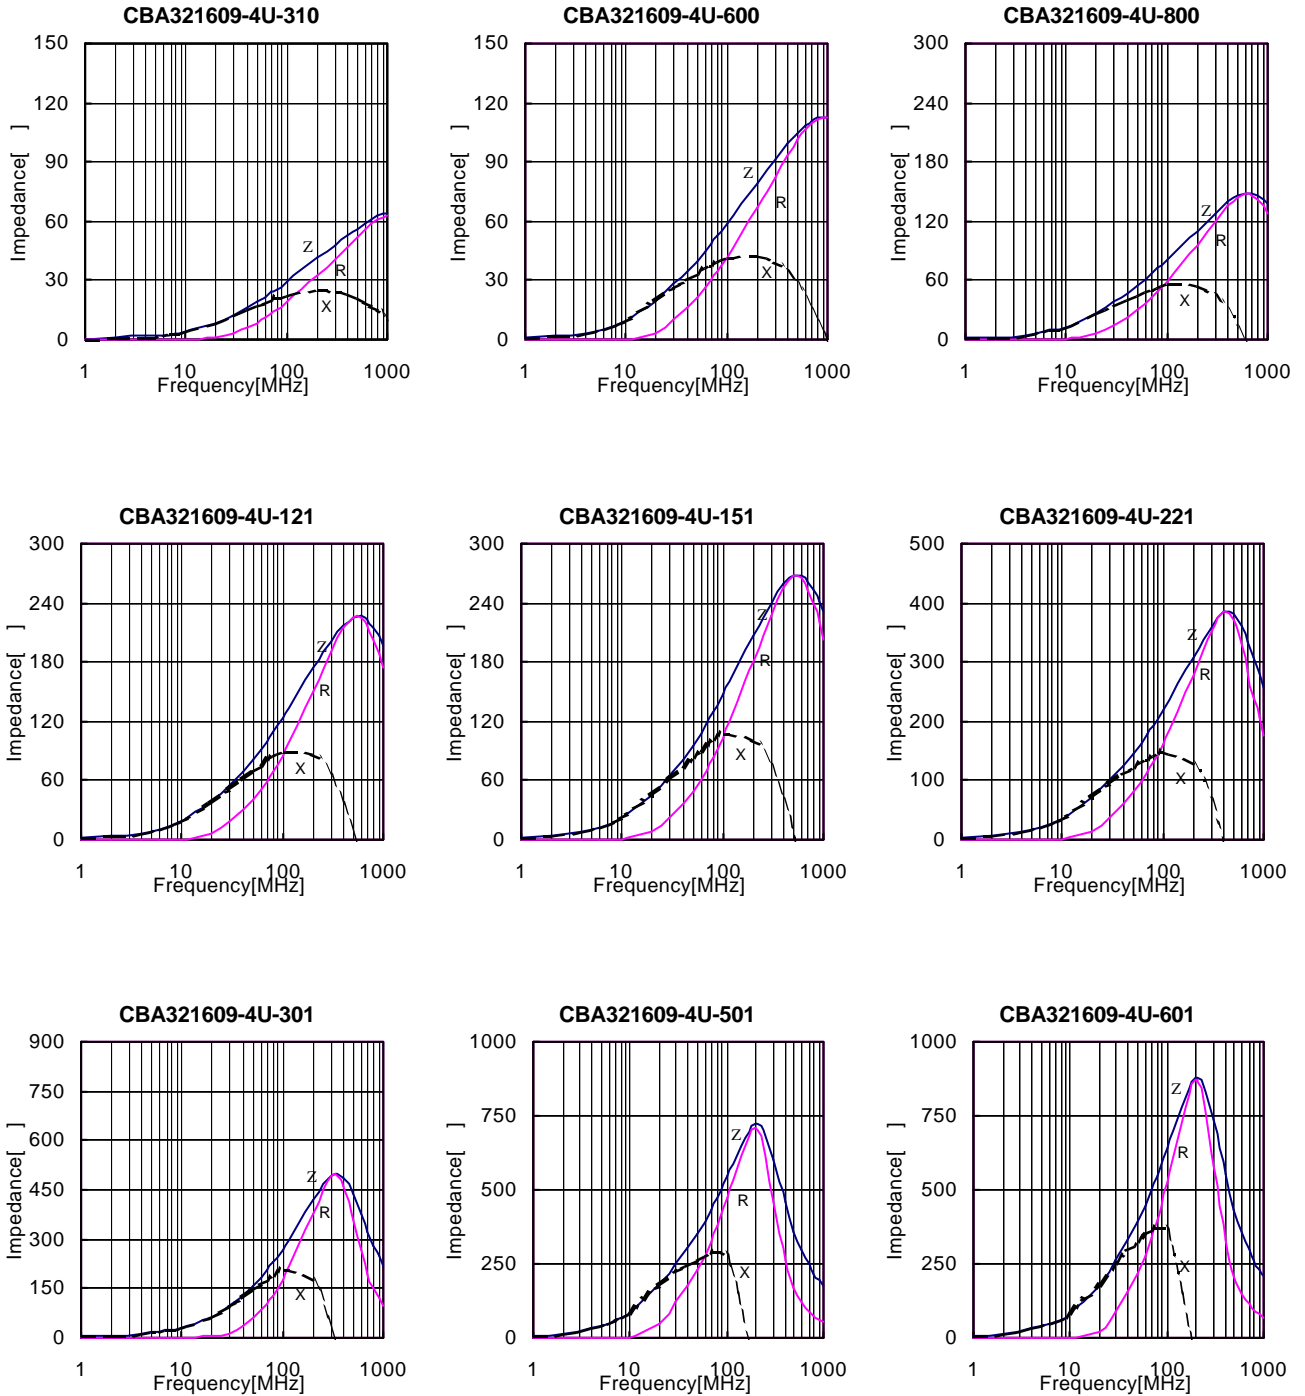 CBA321609-4U-310
150
120
90
60
30
0
Impedance[ ]
Z
R
X
1 10 100 1000
Frequency[MHz]
CBA321609-4U-600
150
120
90
60
30
0
Impedance[ ]
Z
R
X
1 10 100 1000
Frequency[MHz]
CBA321609-4U-800
300
240
180
120
60
0
Impedance[ ]
Z
R
X
1 10 100 1000
Frequency[MHz]
CBA321609-4U-121
300
240
180
120
60
0
Impedance[ ]
Z
R
X
1 10 100 1000
Frequency[MHz]
CBA321609-4U-151
300
240
180
120
60
0
Impedance[ ]
Z
R
X
1 10 100 1000
Frequency[MHz]
CBA321609-4U-221
500
400
300
200
100
0
Impedance[ ]
Z
R
X
1 10 100 1000
Frequency[MHz]
CBA321609-4U-301
900
750
600
450
300
150
0
Impedance[ ]
Z
R
X
1 10 100 1000
Frequency[MHz]
CBA321609-4U-501
1000
750
500
250
0
Impedance[ ]
Z
R
X
1 10 100 1000
Frequency[MHz]
CBA321609-4U-601
1000
750
500
250
0
Impedance[ ]
Z
R
X
1 10 100 1000
Frequency[MHz]